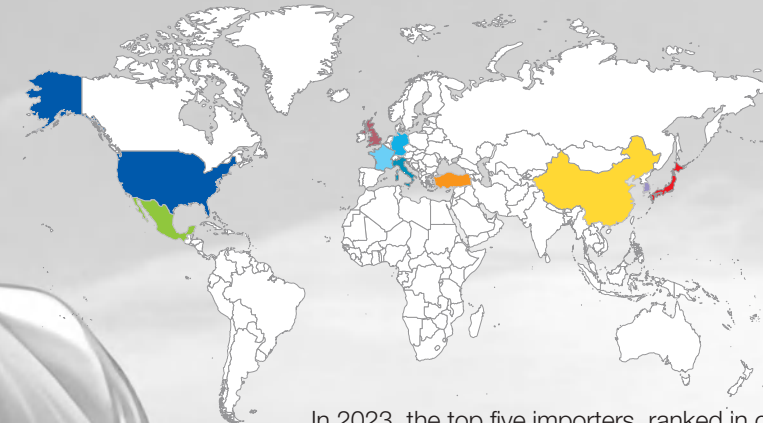 In 2023, the top five importers, ranked in